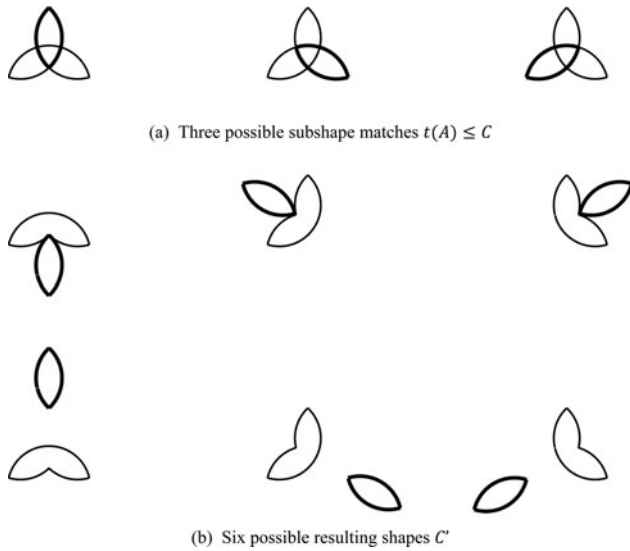 (a) Three possible subshape matches t(A) ≤ C
(b) Six possible resulting shapes C'